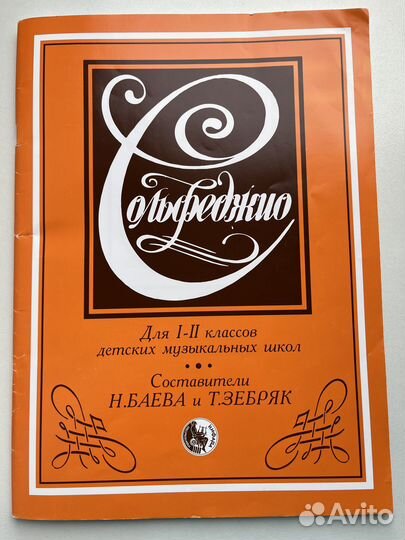 Сольфеджио
Для I-II классов
детских музыкальных школ
Составители
Н.БАЕВА и Т.ЗЕБРЯК
Avito